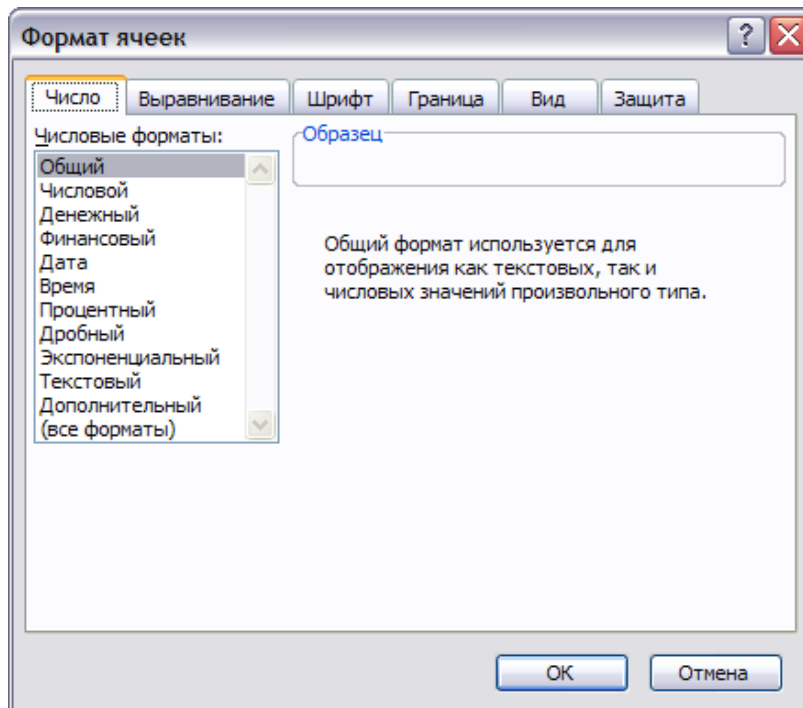 Формат ячеек
Число Выравнивание Шрифт Граница Вид Защита
Числовые форматы:
Образец
Общий
Числовой
Денежный
Финансовый
Дата
Время
Процентный
Дробный
Экспоненциальный
Текстовый
Дополнительный
(все форматы)
Общий формат используется для
отображения как текстовых, так и
числовых значений произвольного типа.
ОК
Отмена